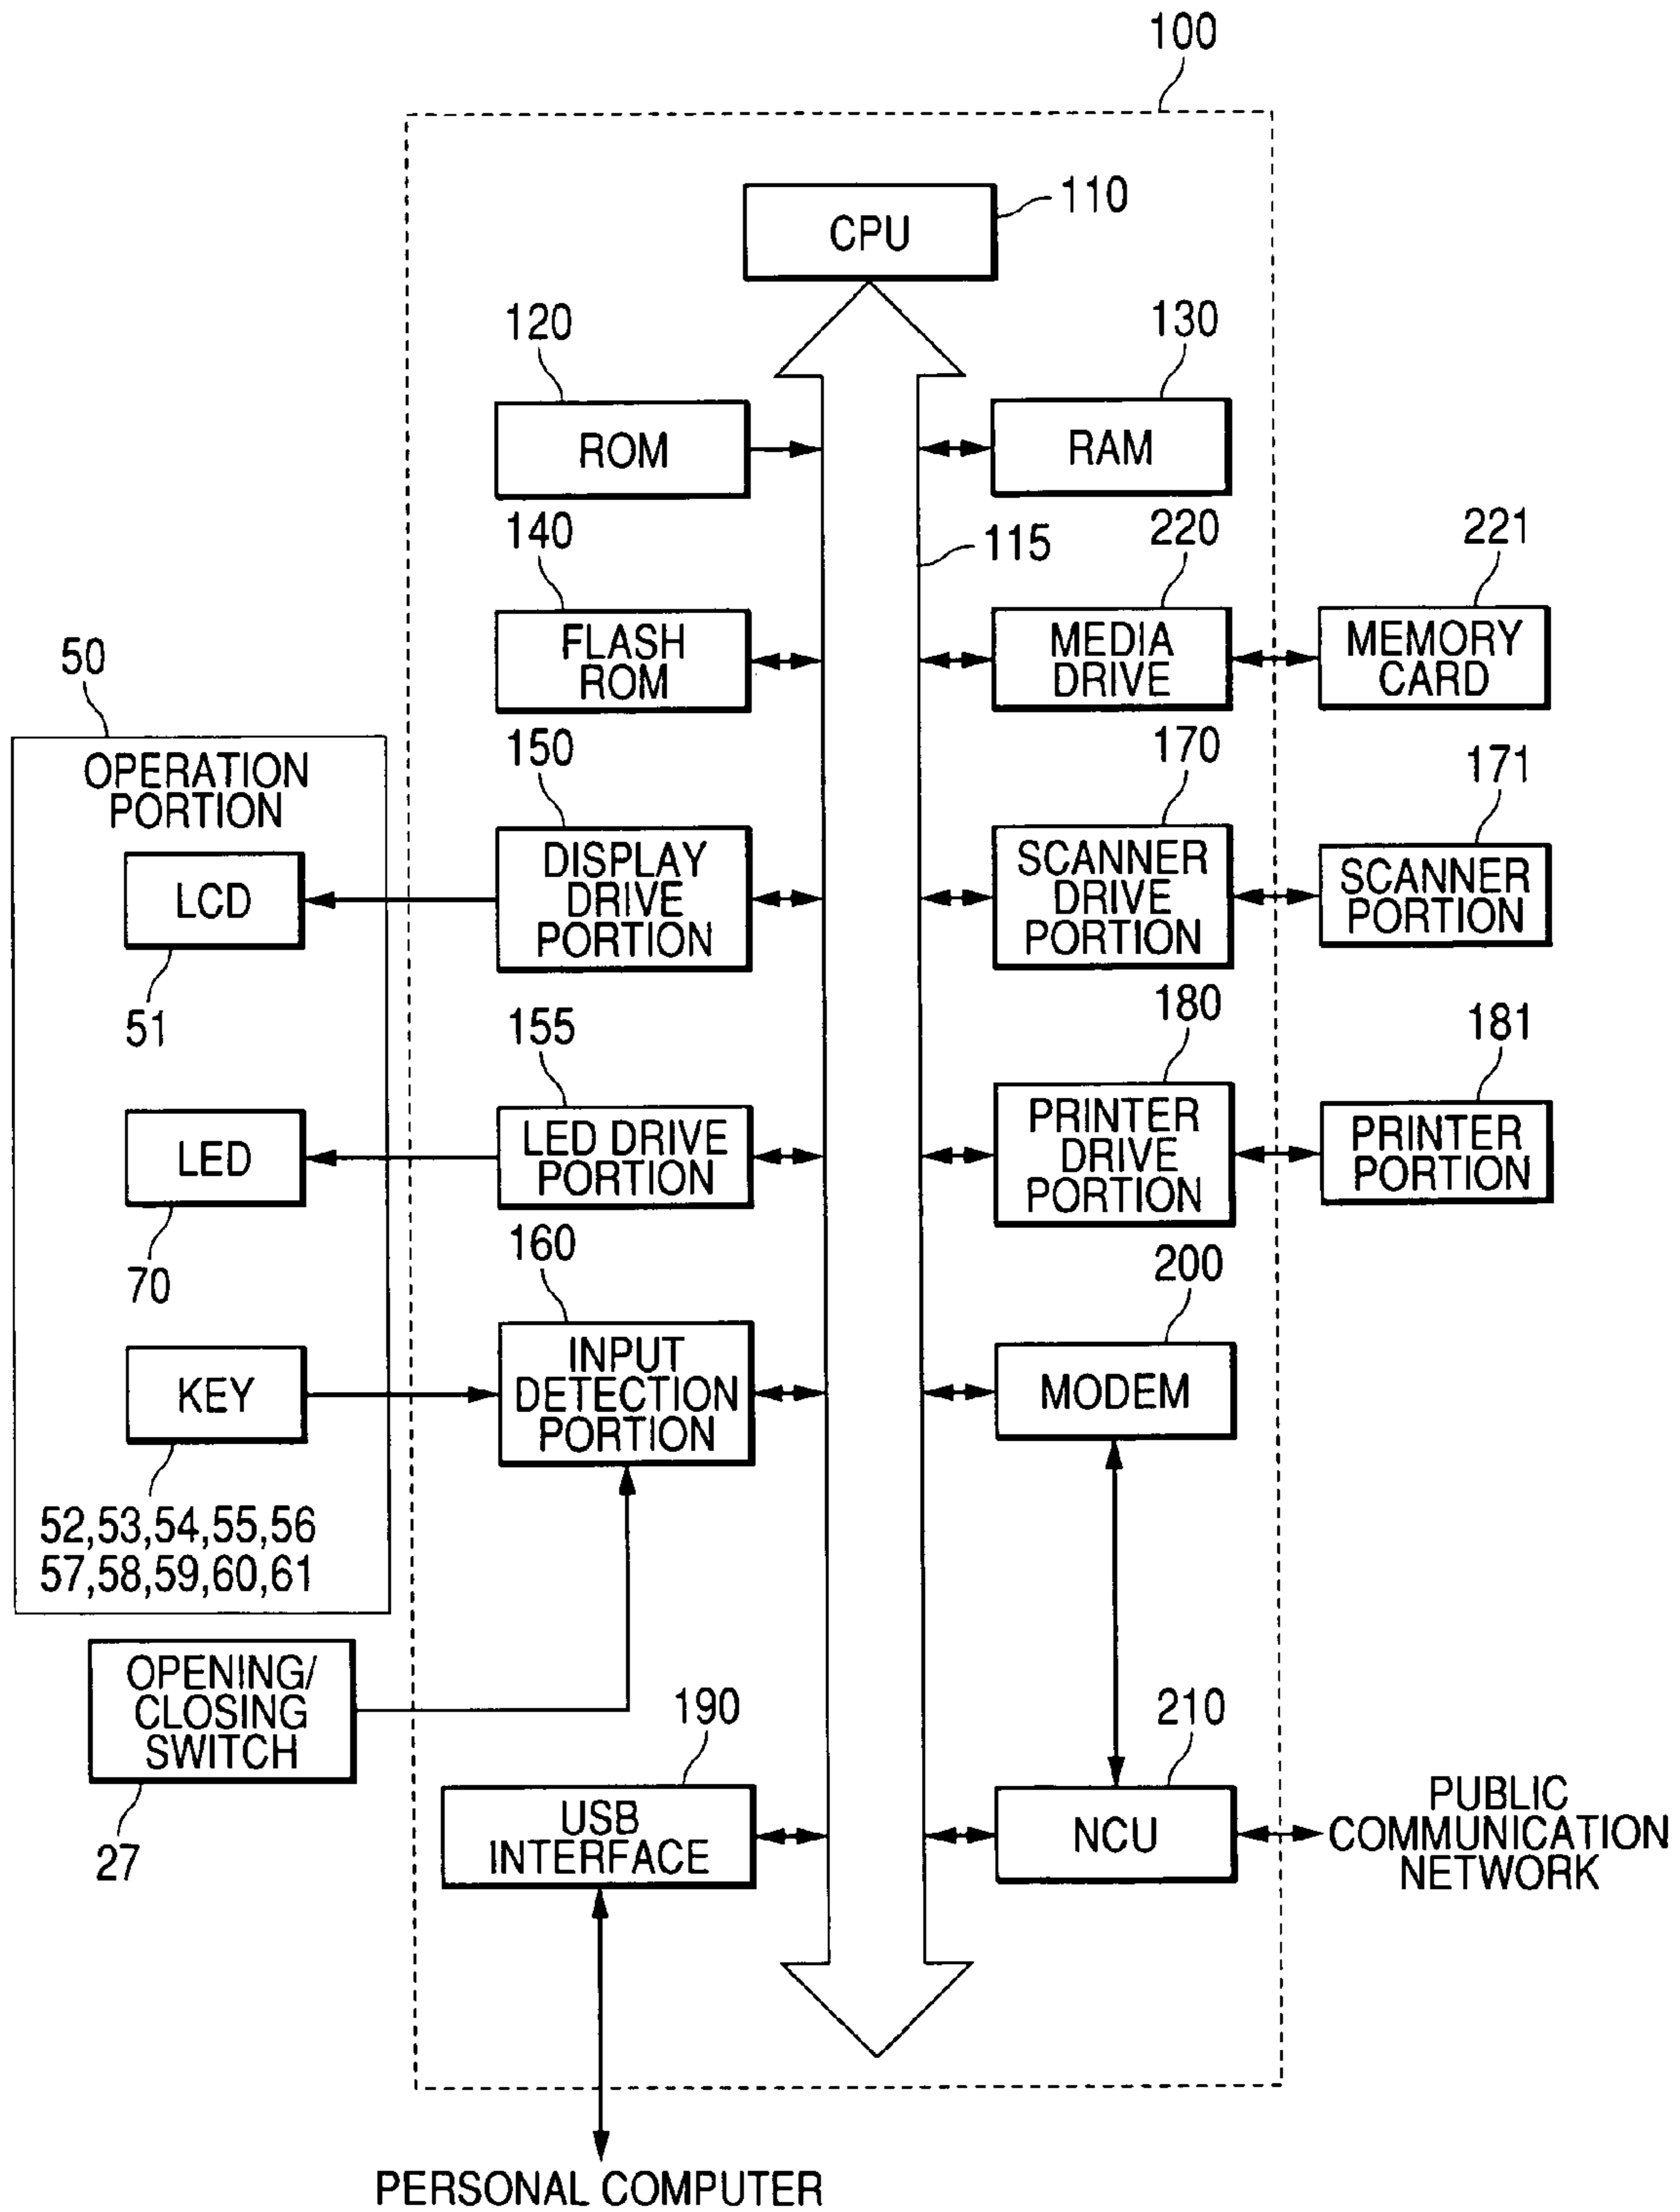 100
CPU
110
120
130
ROM
RAM
140
115
220
221
FLASH
ROM
MEDIA
DRIVE
MEMORY
CARD
50
OPERATION
PORTION
150
170
171
LCD
DISPLAY
DRIVE
PORTION
SCANNER
DRIVE
PORTION
SCANNER
PORTION
51
155
180
181
LED
LED DRIVE
PORTION
PRINTER
DRIVE
PORTION
PRINTER
PORTION
70
160
200
KEY
INPUT
DETECTION
PORTION
MODEM
52,53,54,55,56
57,58,59,60,61
OPENING/
CLOSING
SWITCH
27
190
210
USB
INTERFACE
NCU
PUBLIC
COMMUNICATION
NETWORK
PERSONAL COMPUTER